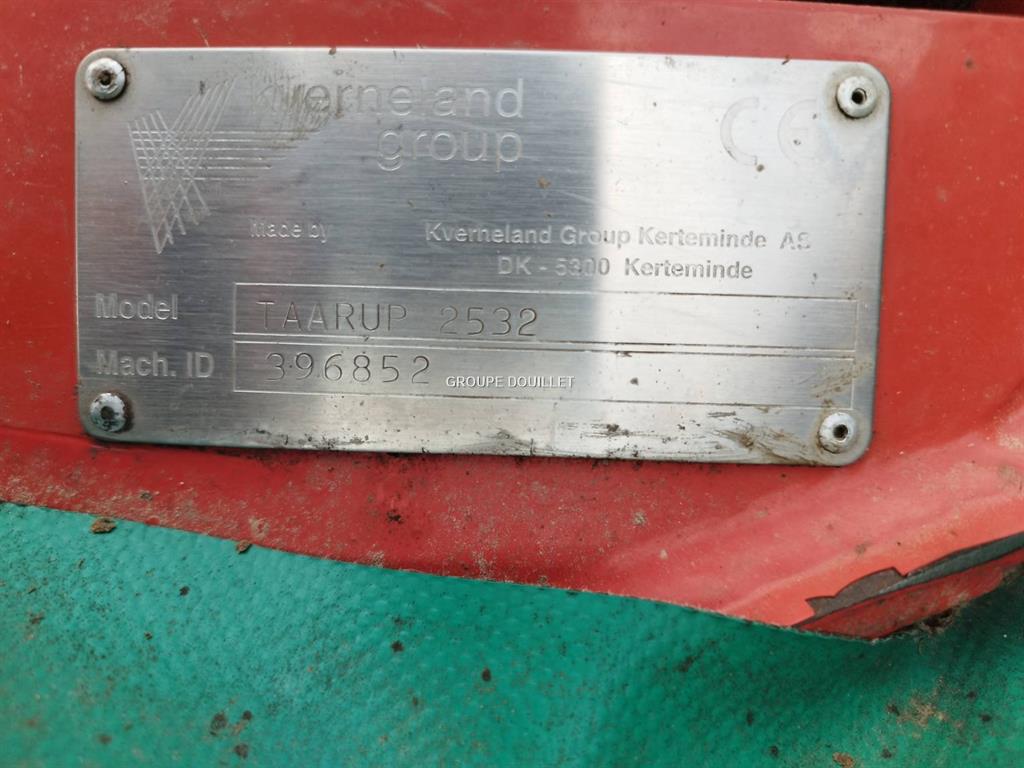 kverneland
group
CE
Made by Kverneland Group Kerteminde AS
DK - 5300 Kerteminde
Model TAARUP 2532
Mach. ID 396852
GROUPE DOUILLET